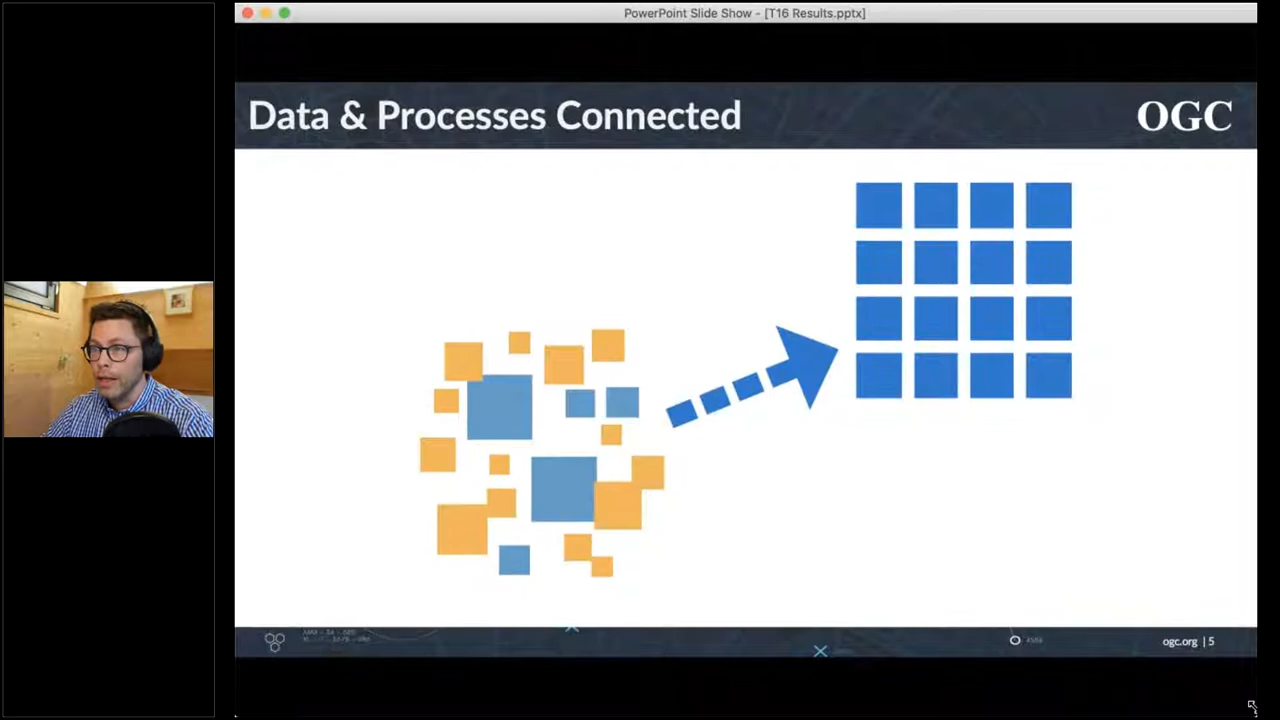 PowerPoint Slide Show - [T16 Results.pptx]
Data & Processes Connected
OGC
ogc.org | 5